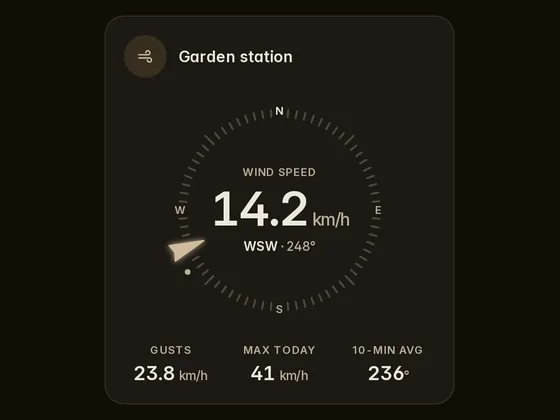 Garden station
N
WIND SPEED
W 14.2 km/h E
WSW · 248°
S
GUSTS MAX TODAY 10-MIN AVG
23.8 km/h 41 km/h 236°